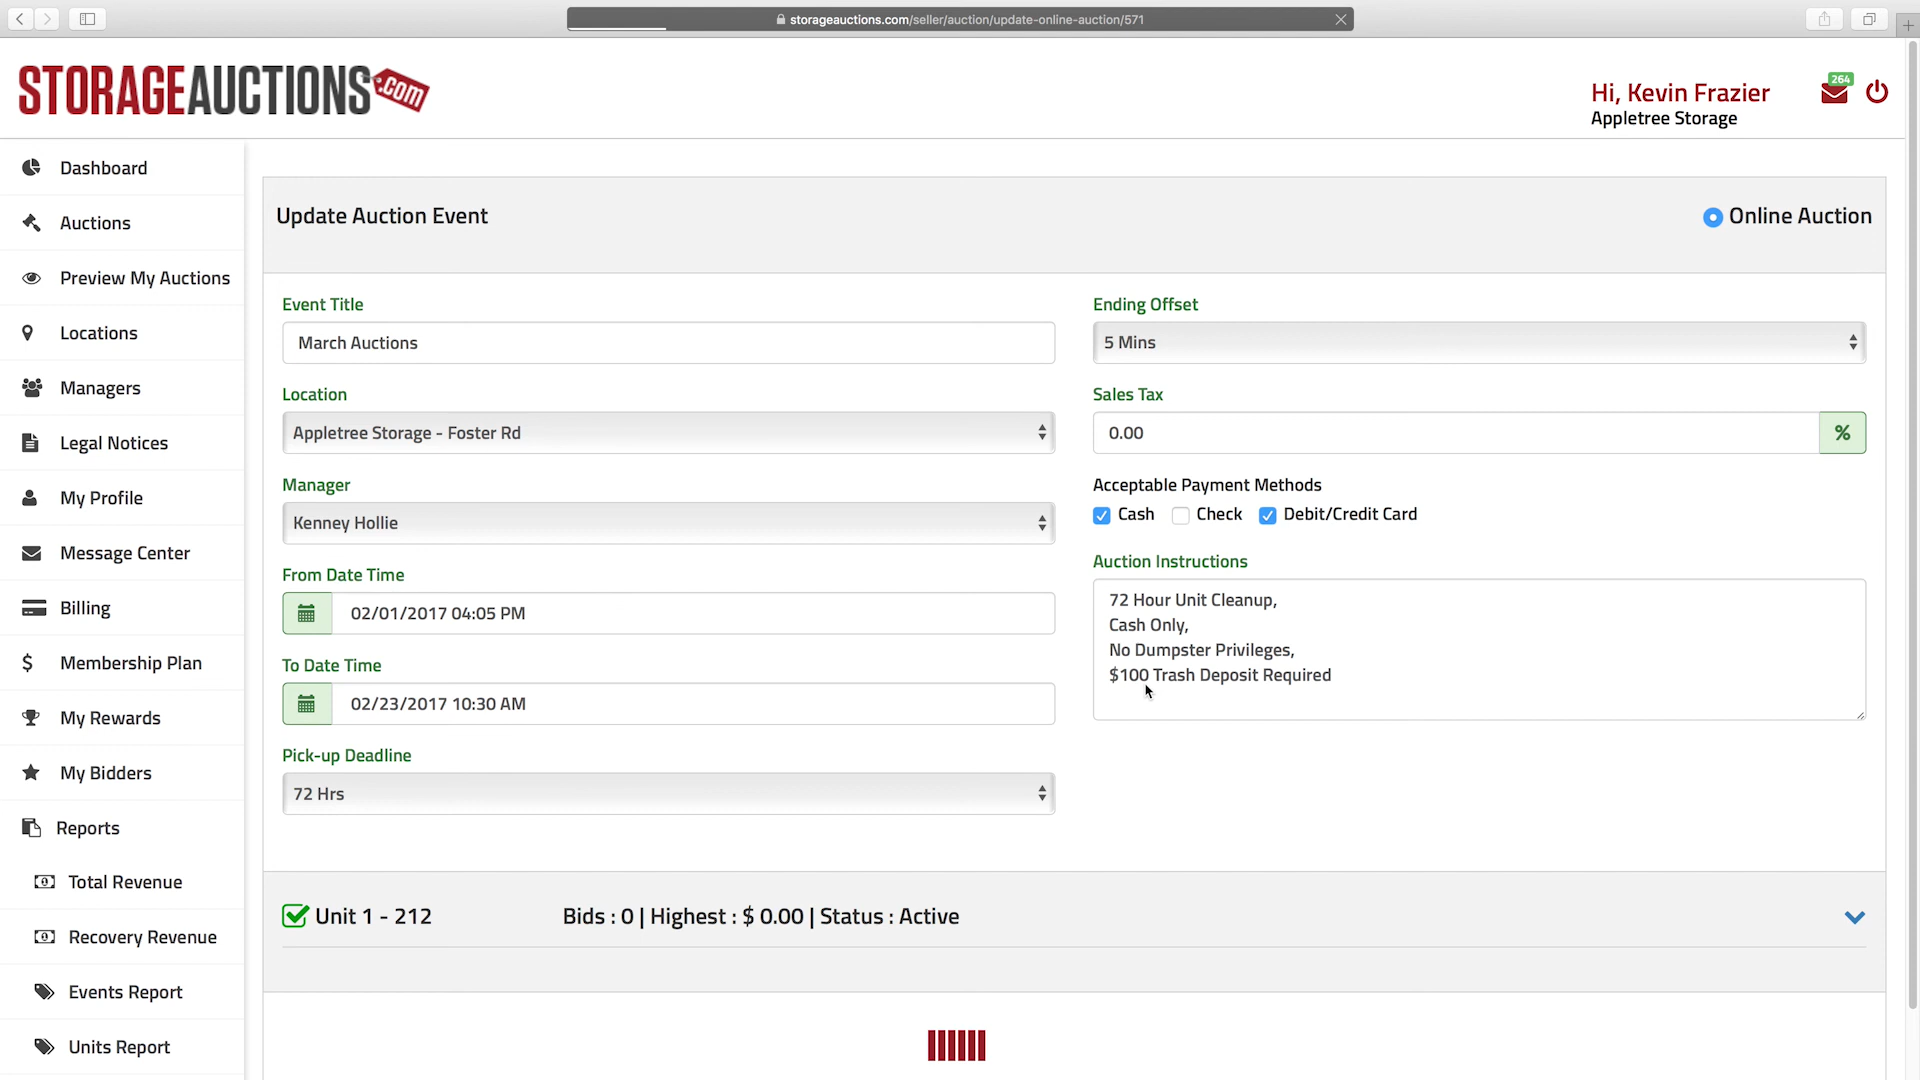 storageauctions.com/seller/auction/update-online-auction/571
STORAGEAUCTIONS.com
Hi, Kevin Frazier
264
Appletree Storage
Dashboard
Auctions
Preview My Auctions
Locations
Managers
Legal Notices
My Profile
Message Center
Billing
Membership Plan
My Rewards
My Bidders
Reports
Total Revenue
Recovery Revenue
Events Report
Units Report
Update Auction Event
Online Auction
Event Title
March Auctions
Location
Appletree Storage - Foster Rd
Manager
Kenney Hollie
From Date Time
02/01/2017 04:05 PM
To Date Time
02/23/2017 10:30 AM
Pick-up Deadline
72 Hrs
Ending Offset
5 Mins
Sales Tax
0.00 %
Acceptable Payment Methods
Cash Check Debit/Credit Card
Auction Instructions
72 Hour Unit Cleanup,
Cash Only,
No Dumpster Privileges,
$100 Trash Deposit Required
Unit 1 - 212 Bids : 0 | Highest : $ 0.00 | Status : Active